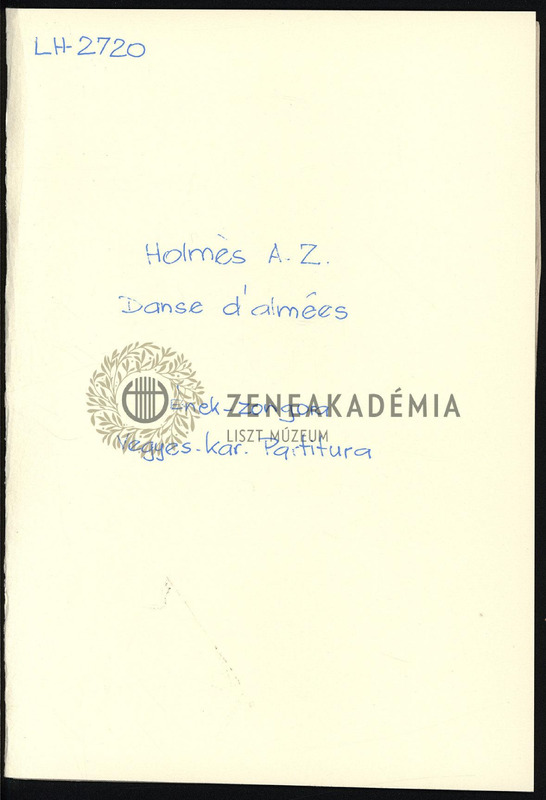 LH-2720
Holmès A. Z.
Danse d'almées
Ének-zongora
ZENEAKADÉMIA
LISZT MÚZEUM
Vegyes-kar. Partitura